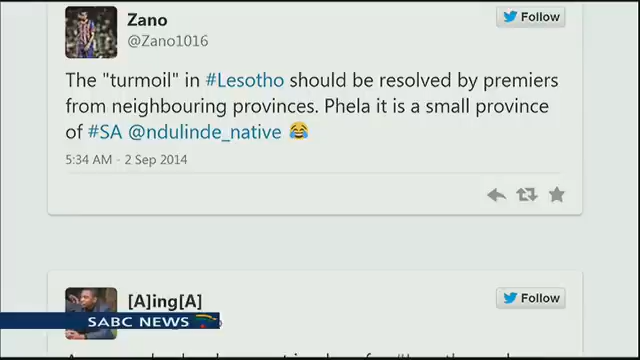 Zano
Follow
@Zano1016
The "turmoil" in #Lesotho should be resolved by premiers
from neighbouring provinces. Phela it is a small province
of #SA @ndulinde_native 😂
5:34 AM - 2 Sep 2014
[A]ing[A]
Follow
SABC NEWS